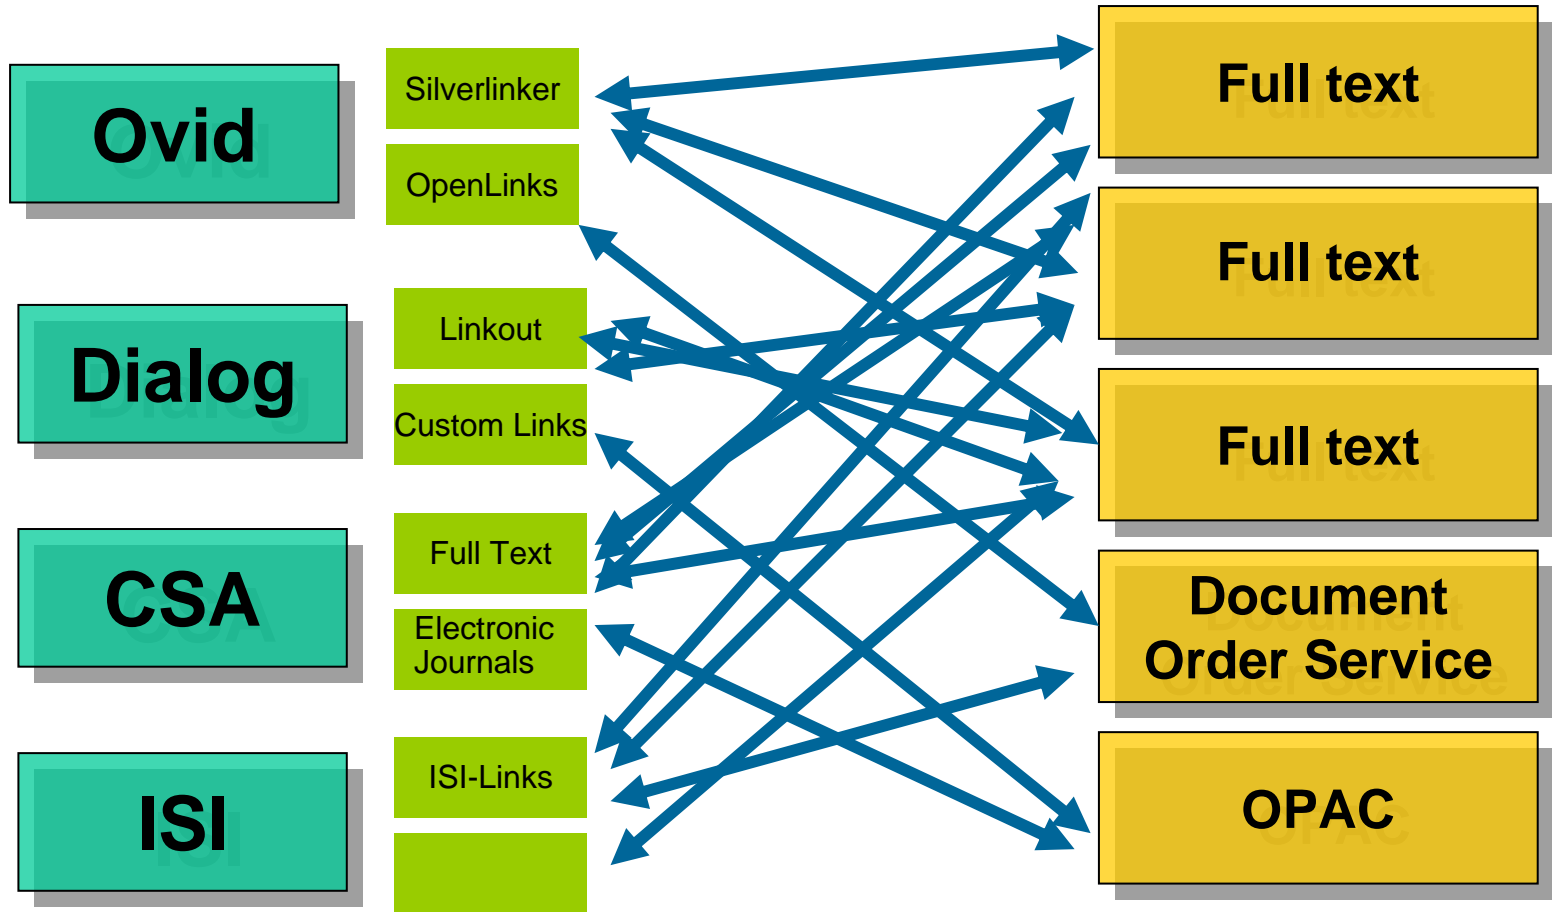 Ovid
Silverlinker
OpenLinks
Dialog
Linkout
Custom Links
CSA
Full Text
Electronic
Journals
ISI
ISI-Links
Full text
Full text
Full text
Document
Order Service
OPAC